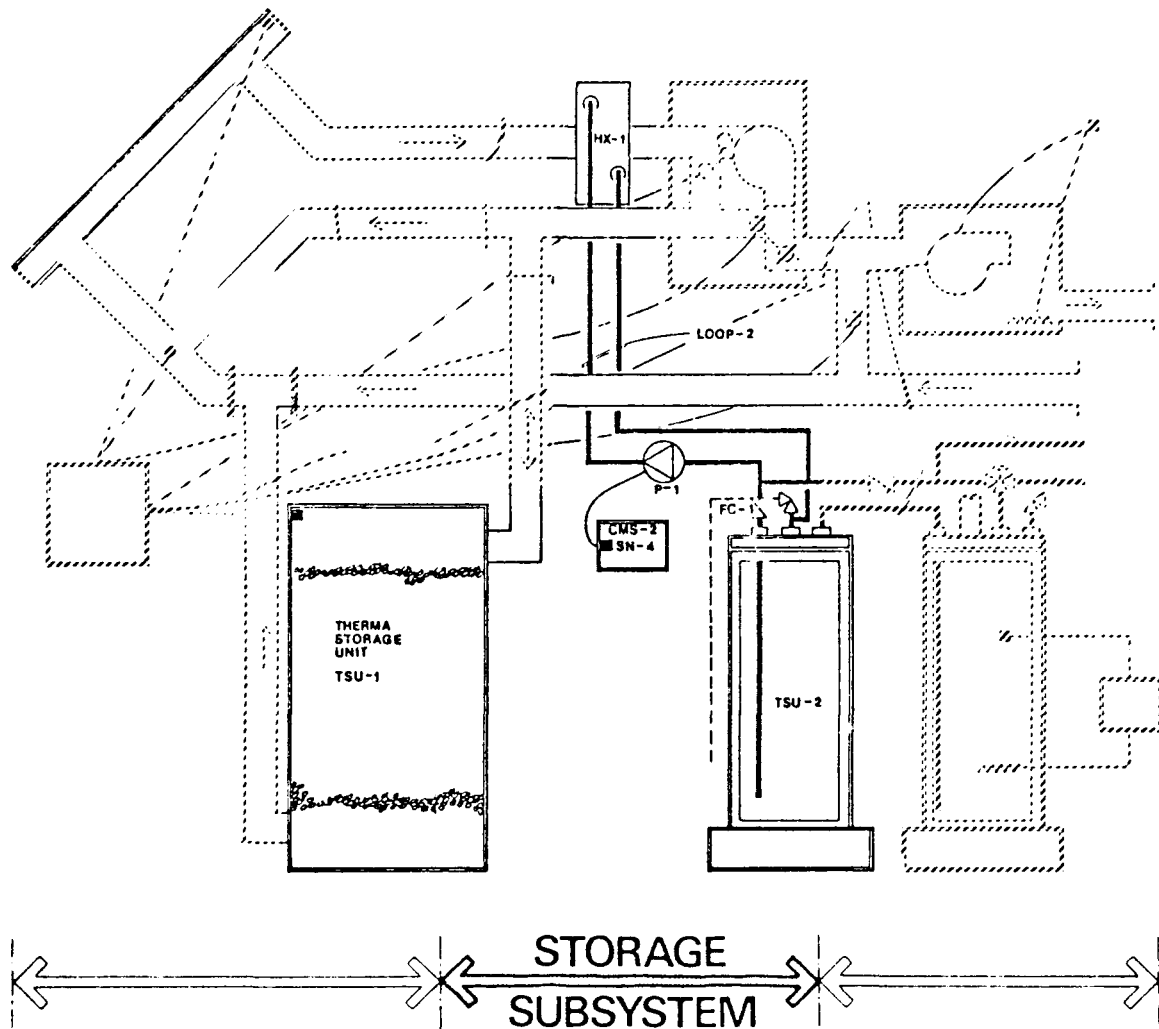 HX-1
LOOP-2
P-1
FC-1
CMS-2
SN-4
THERMA
STORAGE
UNIT
TSU-1
TSU-2
STORAGE
SUBSYSTEM